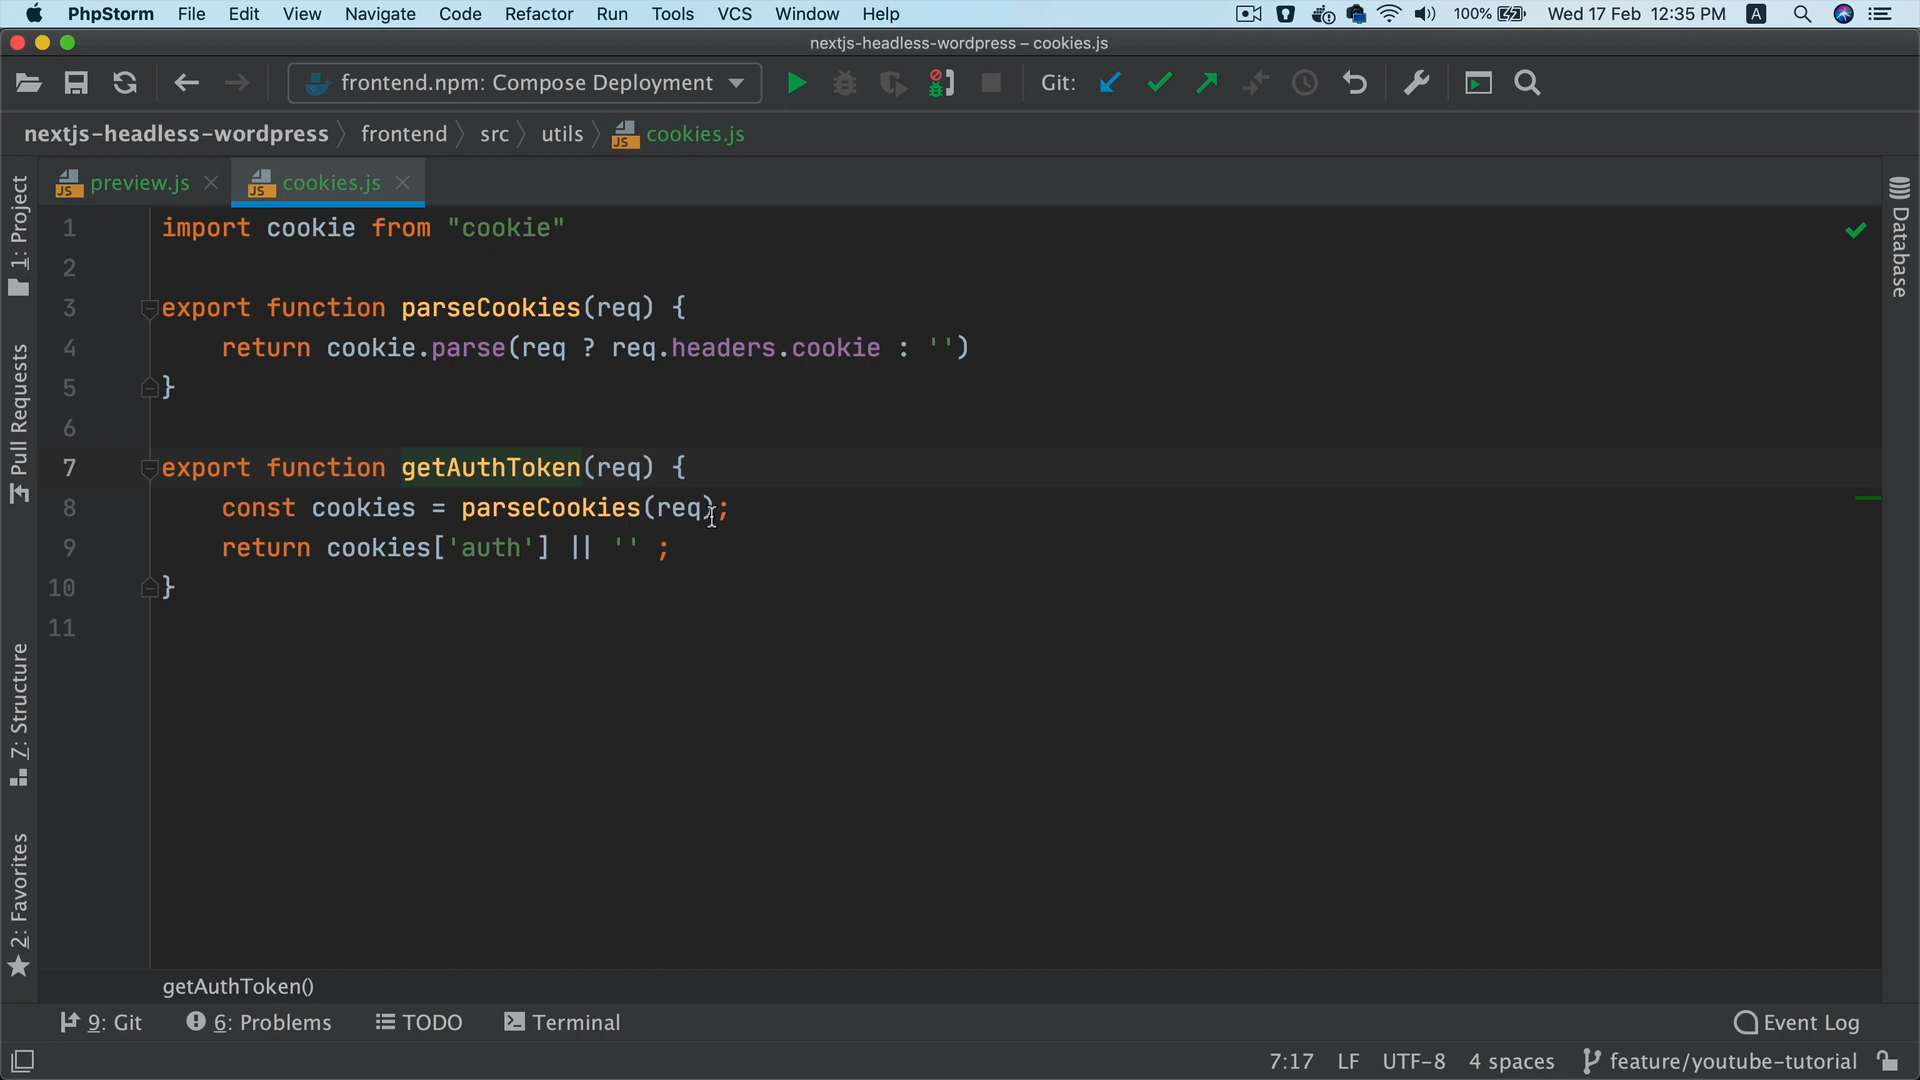 PhpStorm File Edit View Navigate Code Refactor Run Tools VCS Window Help 100% Wed 17 Feb 12:35 PM A
nextjs-headless-wordpress – cookies.js
frontend.npm: Compose Deployment Git:
nextjs-headless-wordpress frontend src utils JS cookies.js
JS preview.js JS cookies.js
1: Project
Pull Requests
7: Structure
2: Favorites
Database
1 import cookie from "cookie"
2
3 export function parseCookies(req) {
4 return cookie.parse(req ? req.headers.cookie : '')
5 }
6
7 export function getAuthToken(req) {
8 const cookies = parseCookies(req);
9 return cookies['auth'] || '' ;
10 }
11
getAuthToken()
9: Git 6: Problems TODO Terminal Event Log
7:17 LF UTF-8 4 spaces feature/youtube-tutorial